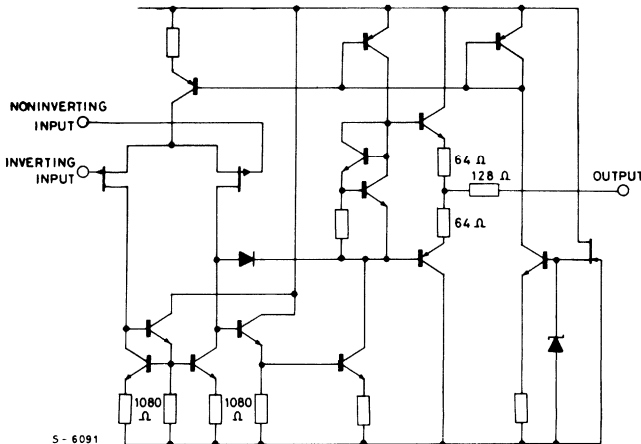 NONINVERTING
INPUT
INVERTING
INPUT
64 Ω
128 Ω
OUTPUT
64 Ω
1080
Ω
1080
Ω
S - 6091